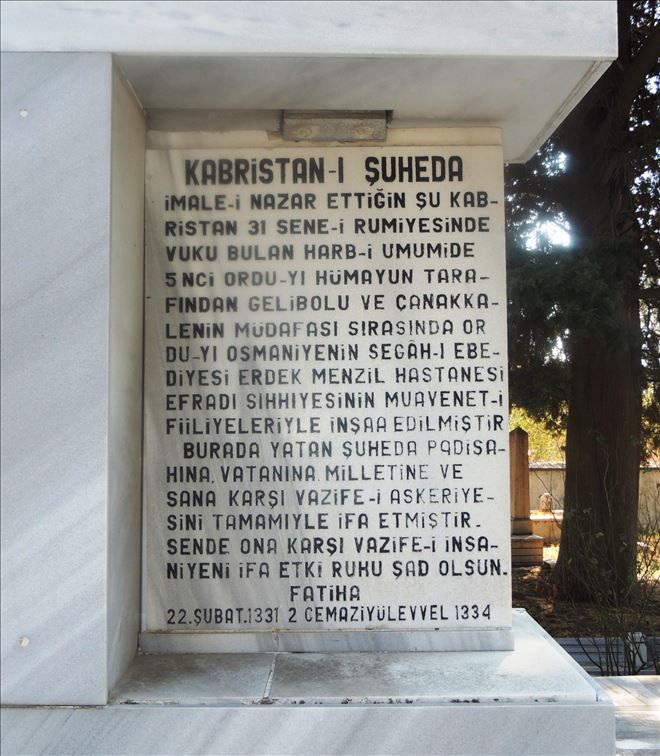 KABRİSTAN-I ŞUHEDA
İMALE-İ NAZAR ETTİĞİN ŞU KAB-
RİSTAN 31 SENE-İ RUMİYESİNDE
VUKU BULAN HARB-İ UMUMİDE
5 NCİ ORDU-YI HÜMAYUN TARA-
FINDAN GELİBOLU VE ÇANAKKA-
LENİN MÜDAFASI SIRASINDA OR
DU-YI OSMANİYENİN SEGÂH-I EBE-
DİYESİ ERDEK MENZİL HASTANESİ
EFRADI SIHHİYESİNİN MUAVENET-İ
FİİLİYELERİYLE İNŞAA EDİLMİŞTİR
BURADA YATAN ŞUHEDA PADİSA-
HINA, VATANINA, MİLLETİNE VE
SANA KARŞI VAZİFE-İ ASKERİYE-
SİNİ TAMAMIYLE İFA ETMİŞTİR.
SENDE ONA KARŞI VAZİFE-İ İNSA-
NİYENİ İFA ETKİ RUHU ŞAD OLSUN.
FATİHA
22.ŞUBAT.1331 2 CEMAZİYÜLEVVEL 1334